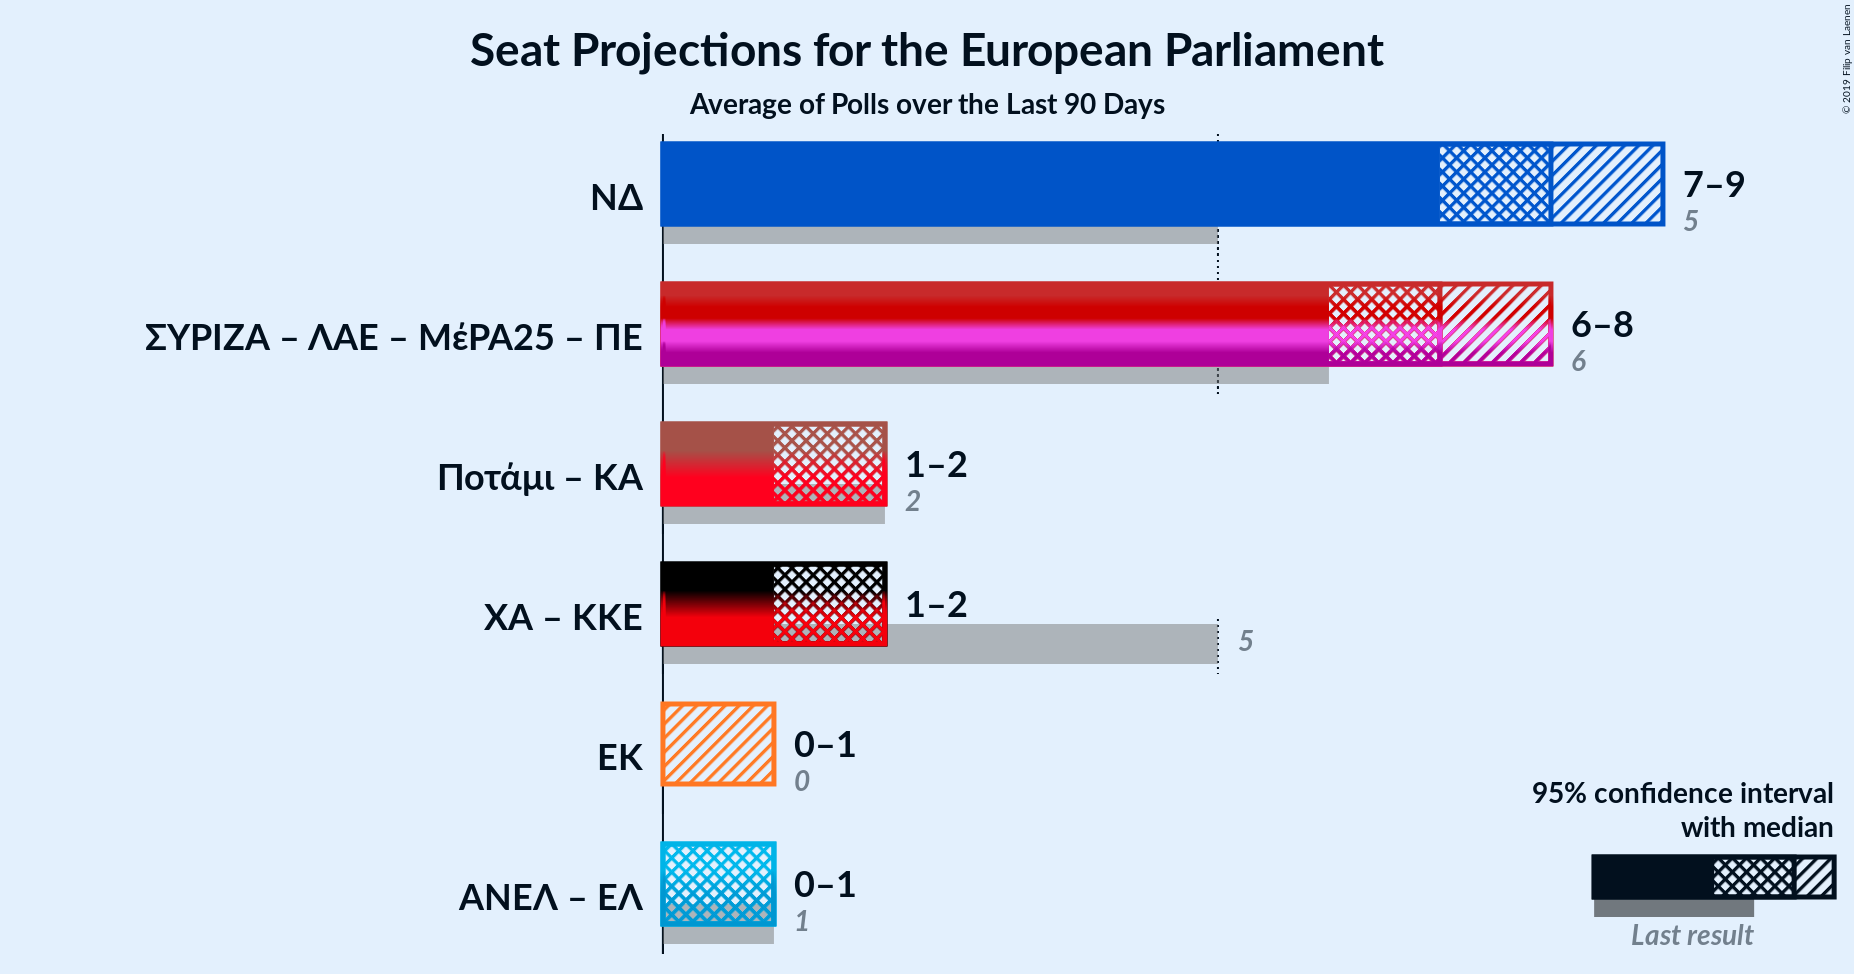 Seat Projections for the European Parliament
Average of Polls over the Last 90 Days
© 2019 Filip van Laenen
ΝΔ
7–9
5
ΣΥΡΙΖΑ – ΛΑΕ – ΜέΡΑ25 – ΠΕ
6–8
6
Ποτάμι – ΚΑ
1–2
2
ΧΑ – ΚΚΕ
1–2
5
ΕΚ
0–1
0
ΑΝΕΛ – ΕΛ
0–1
1
95% confidence interval
with median
Last result